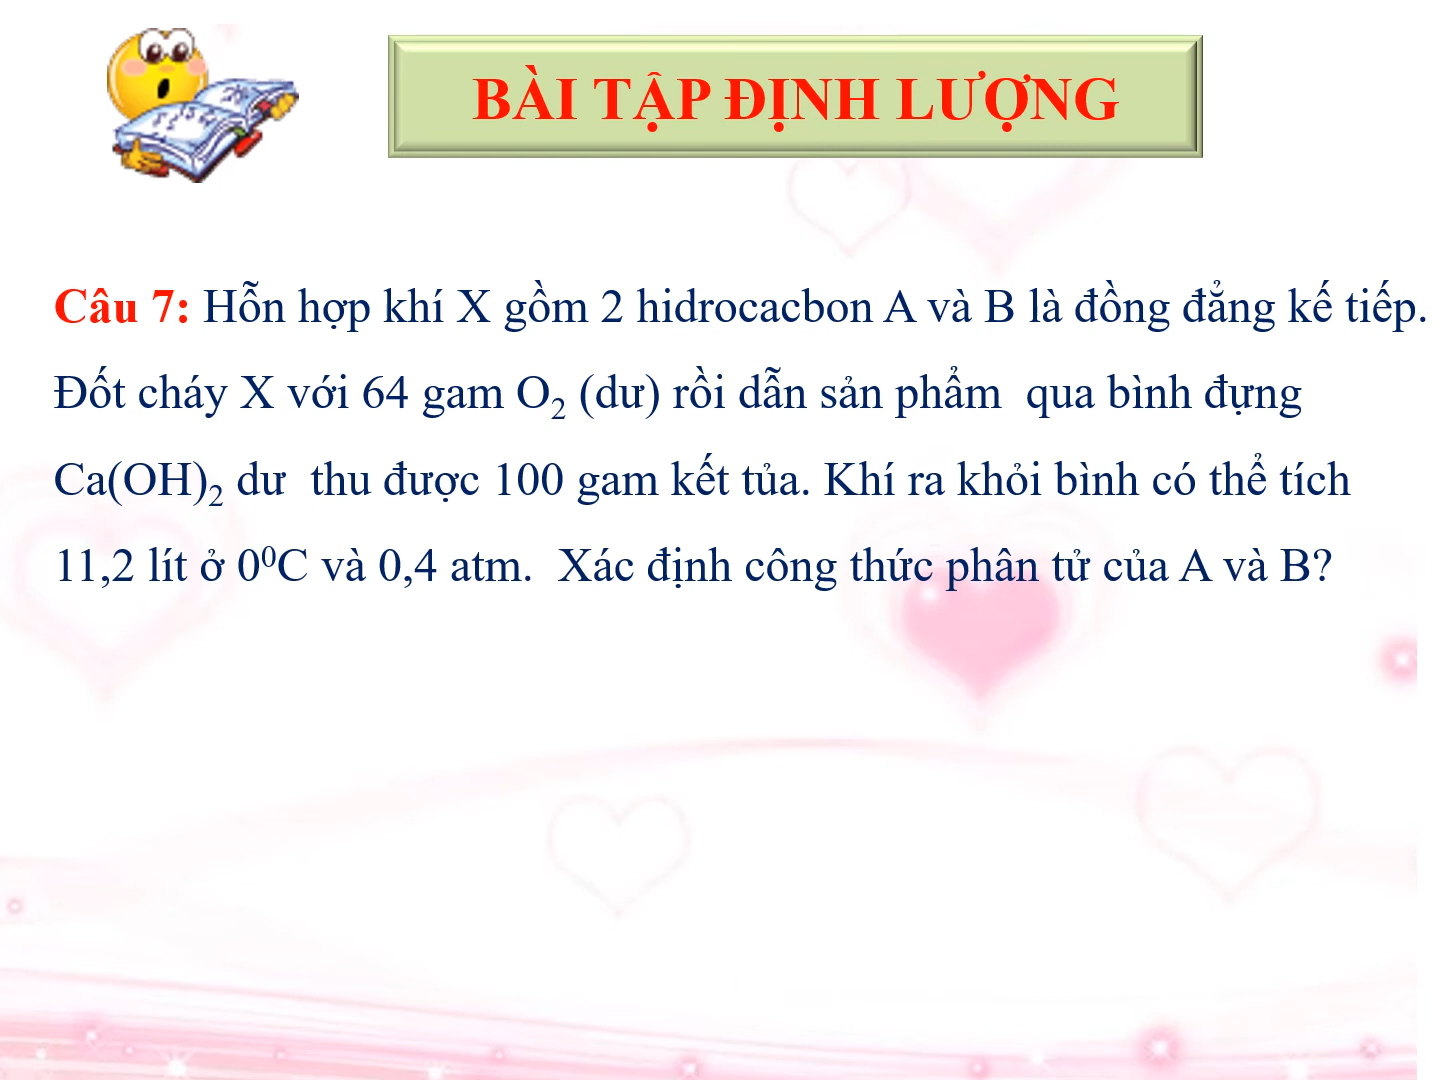 BÀI TẬP ĐỊNH LƯỢNG
Câu 7: Hỗn hợp khí X gồm 2 hidrocacbon A và B là đồng đẳng kế tiếp.
Đốt cháy X với 64 gam O₂ (dư) rồi dẫn sản phẩm qua bình đựng
Ca(OH)₂ dư thu được 100 gam kết tủa. Khí ra khỏi bình có thể tích
11,2 lít ở 0⁰C và 0,4 atm. Xác định công thức phân tử của A và B?